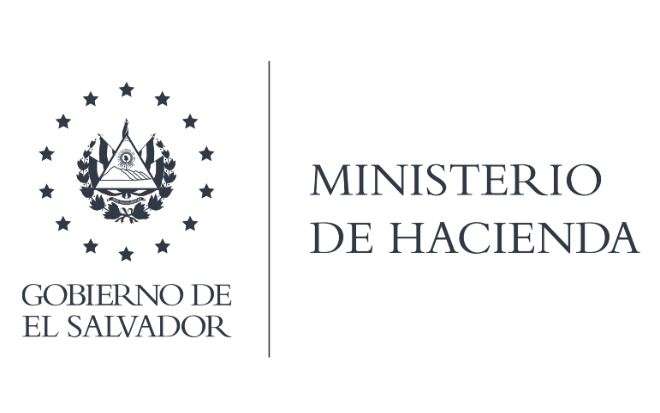 GOBIERNO DE
EL SALVADOR
MINISTERIO
DE HACIENDA